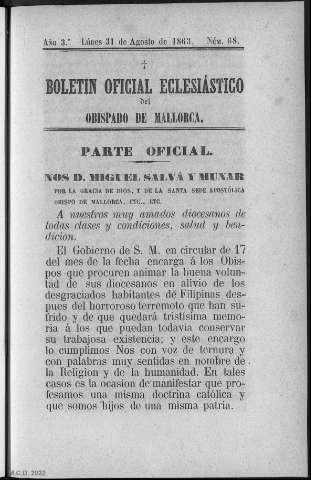 Año 3.º Lúnes 31 de Agosto de 1863. Núm. 68.
BOLETIN OFICIAL ECLESIÁSTICO
del
OBISPADO DE MALLORCA.
PARTE OFICIAL.
NOS D. MIGUEL SALVÁ Y MUNAR
POR LA GRACIA DE DIOS, Y DE LA SANTA SEDE APOSTÓLICA
OBISPO DE MALLORCA, ETC., ETC.
A nuestros muy amados diocesanos de
todas clases y condiciones, salud y ben-
dicion.
El Gobierno de S. M. en circular de 17
del mes de la fecha encarga á los Obis-
pos que procuren animar la buena volun-
tad de sus diocesanos en alivio de los
desgraciados habitantes de Filipinas des-
pues del horroroso terremoto que han su-
frido y de que quedará tristísima memo-
ria á los que puedan todavia conservar
su trabajosa existencia; y este encargo
lo cumplimos Nos con voz de ternura y
con palabras muy sentidas en nombre de
la Religion y de la humanidad. En tales
casos es la ocasion de manifestar que pro-
fesamos una misma doctrina católica y
que somos hijos de una misma patria.
A.C.D. 2022